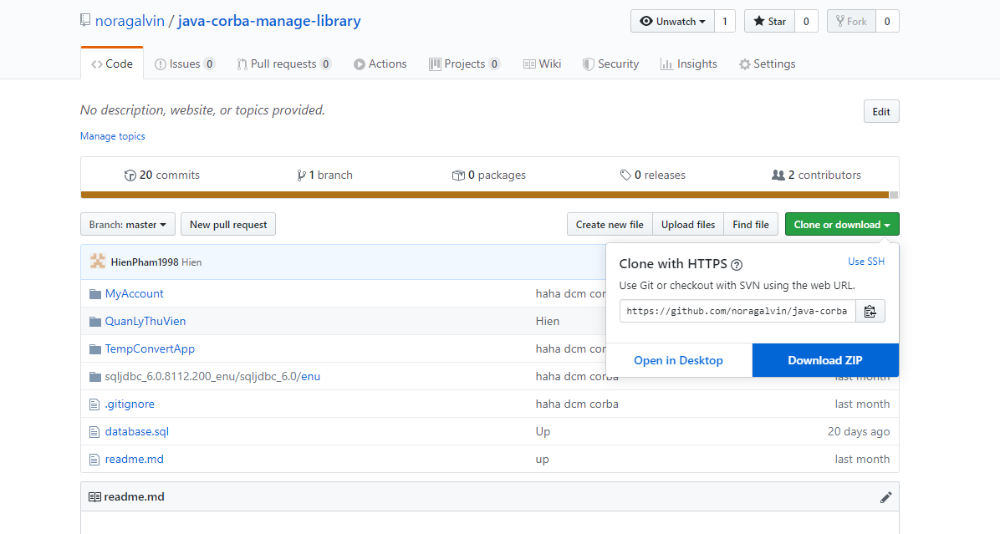 noragalvin / java-corba-manage-library
Unwatch 1 Star 0 Fork 0
Code Issues 0 Pull requests 0 Actions Projects 0 Wiki Security Insights Settings
No description, website, or topics provided.
Edit
Manage topics
20 commits 1 branch 0 packages 0 releases 2 contributors
Branch: master New pull request Create new file Upload files Find file Clone or download
HienPham1998 Hien
Clone with HTTPS Use SSH
Use Git or checkout with SVN using the web URL.
https://github.com/noragalvin/java-corba
Open in Desktop Download ZIP
MyAccount haha dcm cor
QuanLyThuVien Hien
TempConvertApp haha dcm cor
sqljdbc_6.0.8112.200_enu/sqljdbc_6.0/enu haha dcm corba last month
.gitignore haha dcm corba last month
database.sql Up 20 days ago
readme.md up last month
readme.md